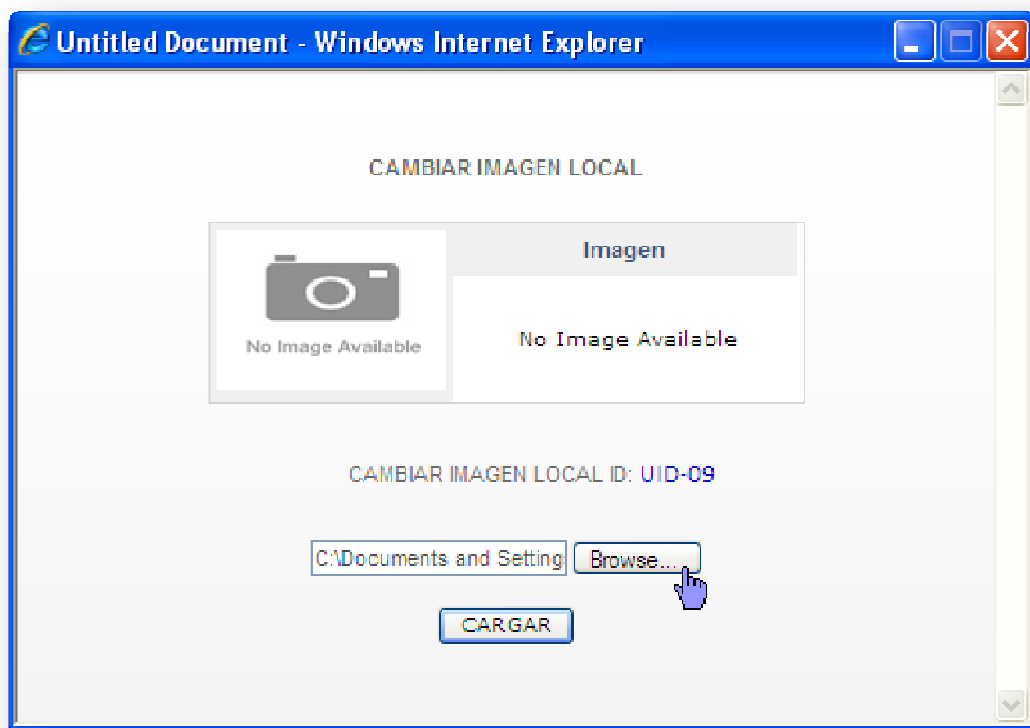 Untitled Document - Windows Internet Explorer
CAMBIAR IMAGEN LOCAL
Imagen
No Image Available
No Image Available
CAMBIAR IMAGEN LOCAL ID: UID-09
C:\Documents and Setting
Browse...
CARGAR